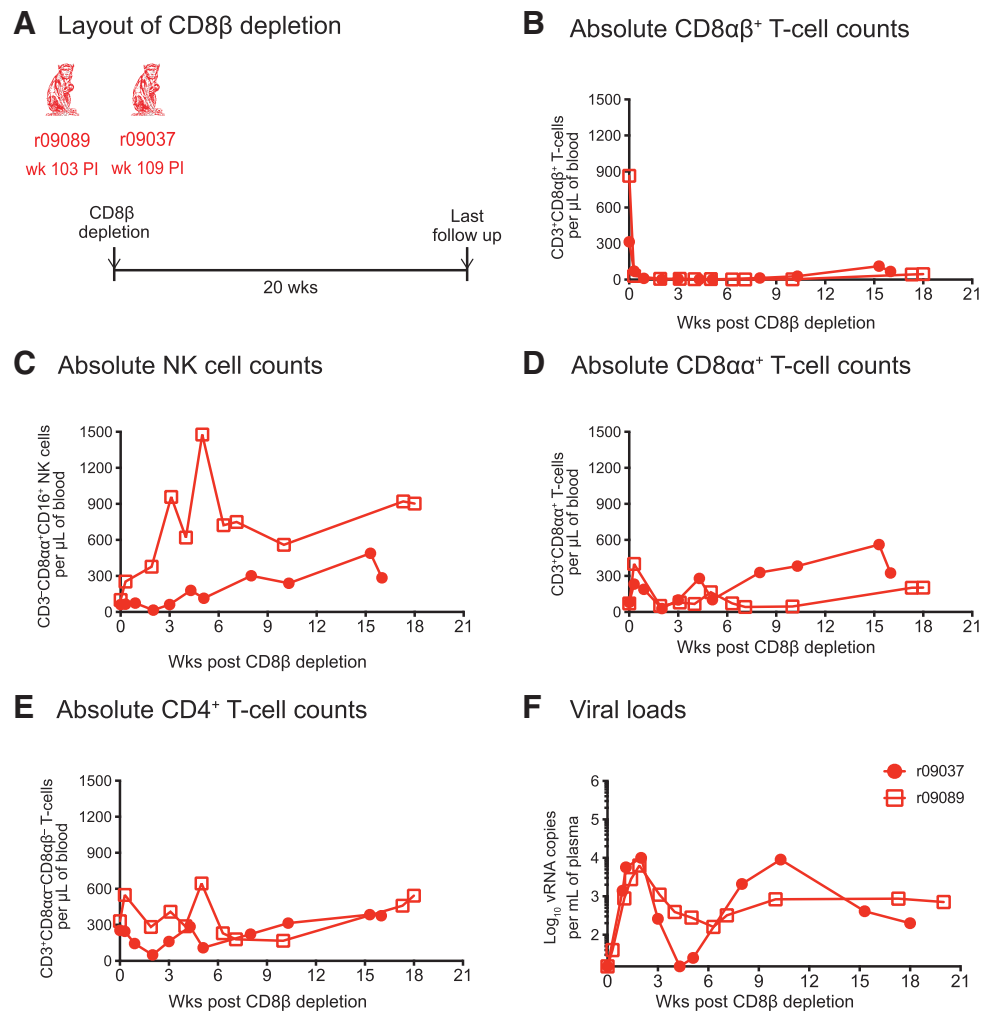 A Layout of CD8β depletion
r09089
wk 103 PI
r09037
wk 109 PI
CD8β
depletion
Last
follow up
20 wks
B Absolute CD8αβ⁺ T-cell counts
CD3⁺CD8αβ⁺ T-cells
per µL of blood
1500
1200
900
600
300
0
0 3 6 9 12 15 18 21
Wks post CD8β depletion
C Absolute NK cell counts
CD3⁻CD8αα⁺CD16⁺ NK cells
per µL of blood
1500
1200
900
600
300
0
0 3 6 9 12 15 18 21
Wks post CD8β depletion
D Absolute CD8αα⁺ T-cell counts
CD3⁺CD8αα⁺ T-cells
per µL of blood
1500
1200
900
600
300
0
0 3 6 9 12 15 18 21
Wks post CD8β depletion
E Absolute CD4⁺ T-cell counts
CD3⁺CD8αα⁻CD8αβ⁻ T-cells
per µL of blood
1500
1200
900
600
300
0
0 3 6 9 12 15 18 21
Wks post CD8β depletion
F Viral loads
Log₁₀ vRNA copies
per mL of plasma
6
5
4
3
2
0 3 6 9 12 15 18 21
Wks post CD8β depletion
r09037
r09089